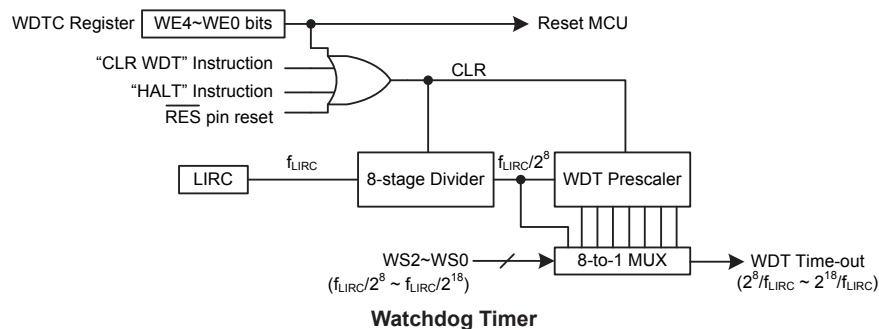 WDTC Register WE4~WE0 bits Reset MCU
“CLR WDT” Instruction
CLR
“HALT” Instruction
RES pin reset
fLIRC fLIRC/2⁸
LIRC 8-stage Divider WDT Prescaler
WS2~WS0 8-to-1 MUX WDT Time-out
(fLIRC/2⁸ ~ fLIRC/2¹⁸) (2⁸/fLIRC ~ 2¹⁸/fLIRC)
Watchdog Timer